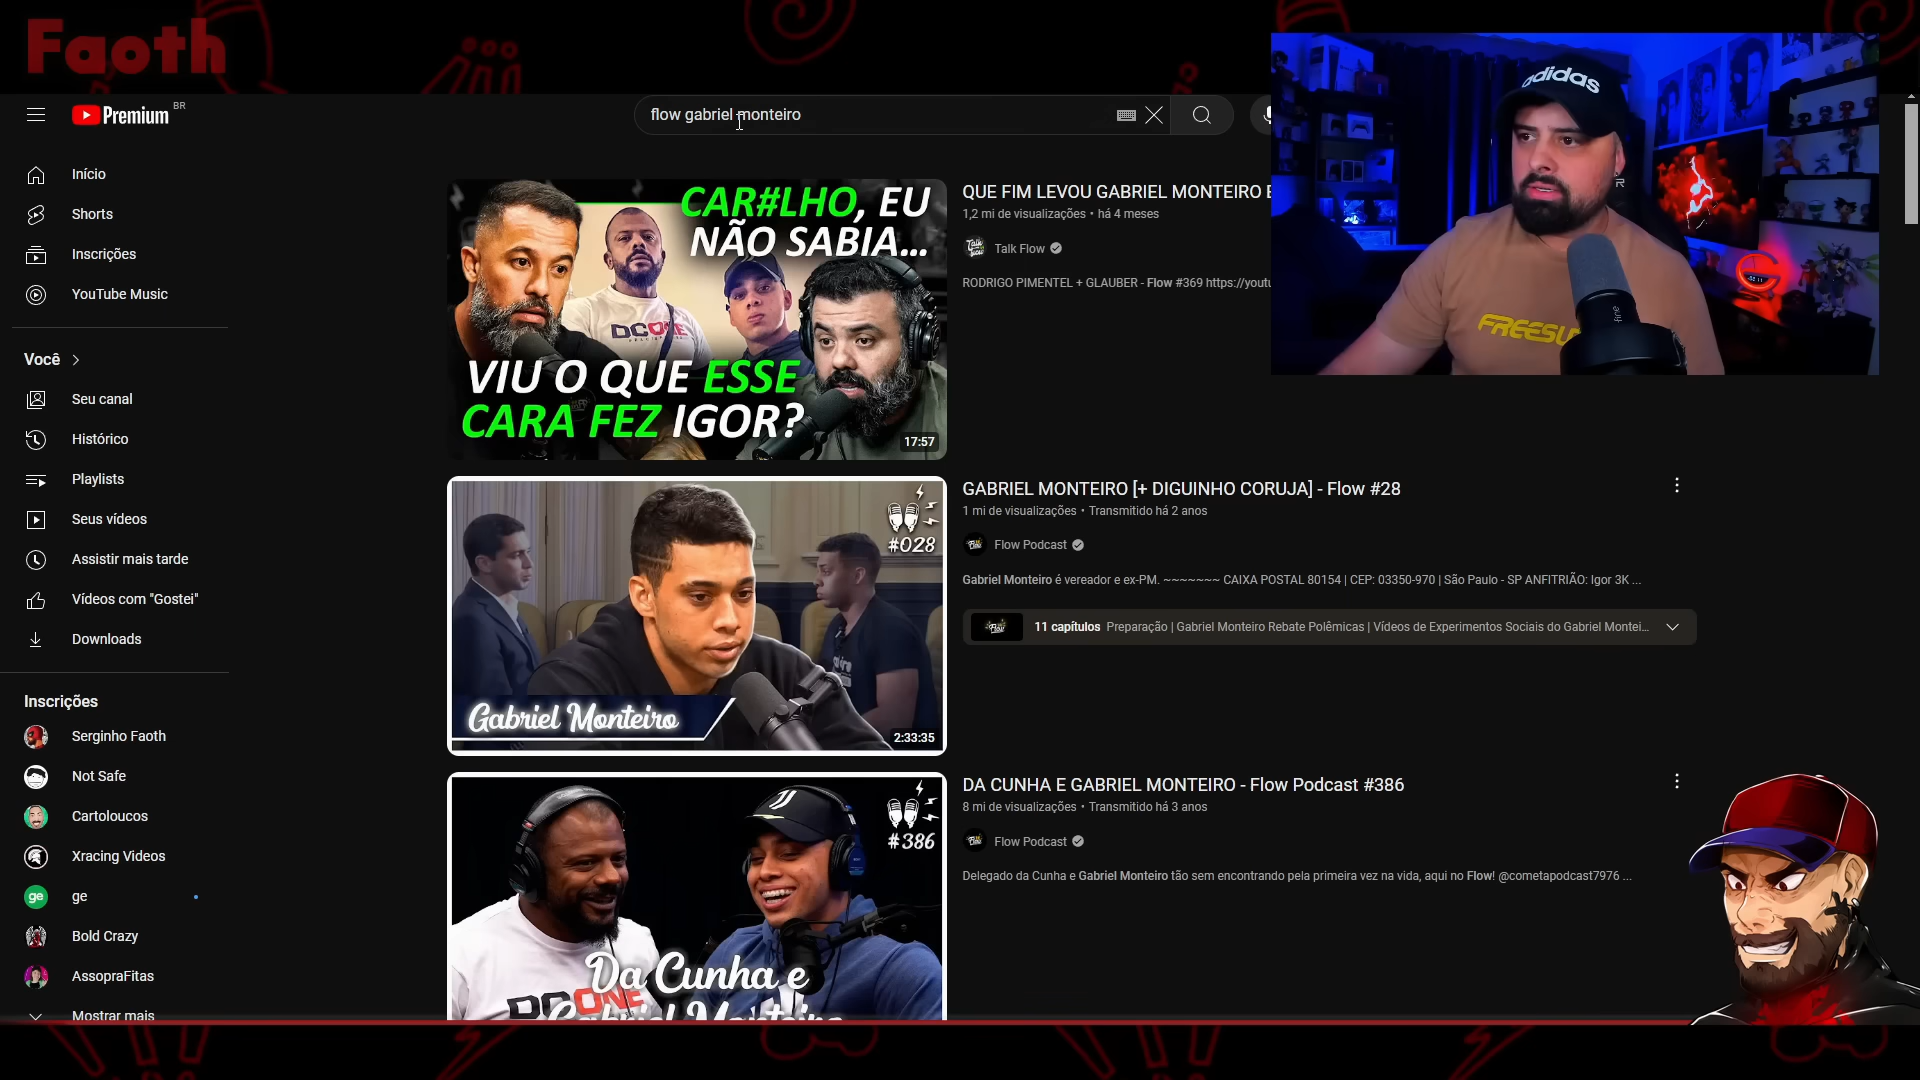 Faoth
Premium
BR
flow gabriel monteiro
adidas
FREESU
fine
Início
Shorts
Inscrições
YouTube Music
Você
Seu canal
Histórico
Playlists
Seus vídeos
Assistir mais tarde
Vídeos com "Gostei"
Downloads
Inscrições
Serginho Faoth
Not Safe
Cartoloucos
Xracing Videos
ge
ge
Bold Crazy
AssopraFitas
Mostrar mais
CAR#LHO, EU
NÃO SABIA...
VIU O QUE ESSE
CARA FEZ IGOR?
17:57
QUE FIM LEVOU GABRIEL MONTEIRO E
1,2 mi de visualizações • há 4 meses
Talk Flow
RODRIGO PIMENTEL + GLAUBER - Flow #369 https://youtu
#028
Gabriel Monteiro
2:33:35
GABRIEL MONTEIRO [+ DIGUINHO CORUJA] - Flow #28
1 mi de visualizações • Transmitido há 2 anos
Flow Podcast
Gabriel Monteiro é vereador e ex-PM. ~~~~~~~ CAIXA POSTAL 80154 | CEP: 03350-970 | São Paulo - SP ANFITRIÃO: Igor 3K ...
Flow
11 capítulos Preparação | Gabriel Monteiro Rebate Polêmicas | Vídeos de Experimentos Sociais do Gabriel Montei...
#386
Da Cunha e
Gabriel Monteiro
DA CUNHA E GABRIEL MONTEIRO - Flow Podcast #386
8 mi de visualizações • Transmitido há 3 anos
Flow Podcast
Delegado da Cunha e Gabriel Monteiro tão sem encontrando pela primeira vez na vida, aqui no Flow! @cometapodcast7976 ...